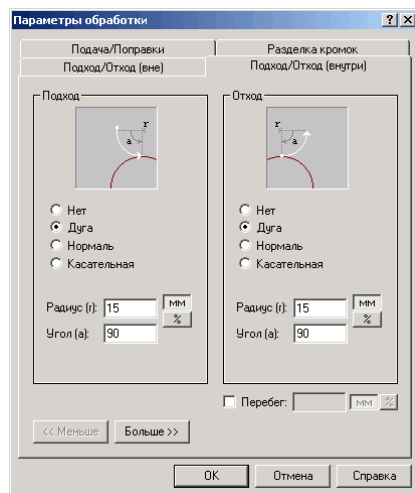 Параметры обработки
Подача/Поправки Разделка кромок
Подход/Отход (вне) Подход/Отход (внутри)
Подход
r
a
Нет
Дуга
Нормаль
Касательная
Радиус (r): 15 мм
%
Угол (a): 90
Отход
r
a
Нет
Дуга
Нормаль
Касательная
Радиус (r): 15 мм
%
Угол (a): 90
Перебег: мм %
<< Меньше Больше >>
OK Отмена Справка